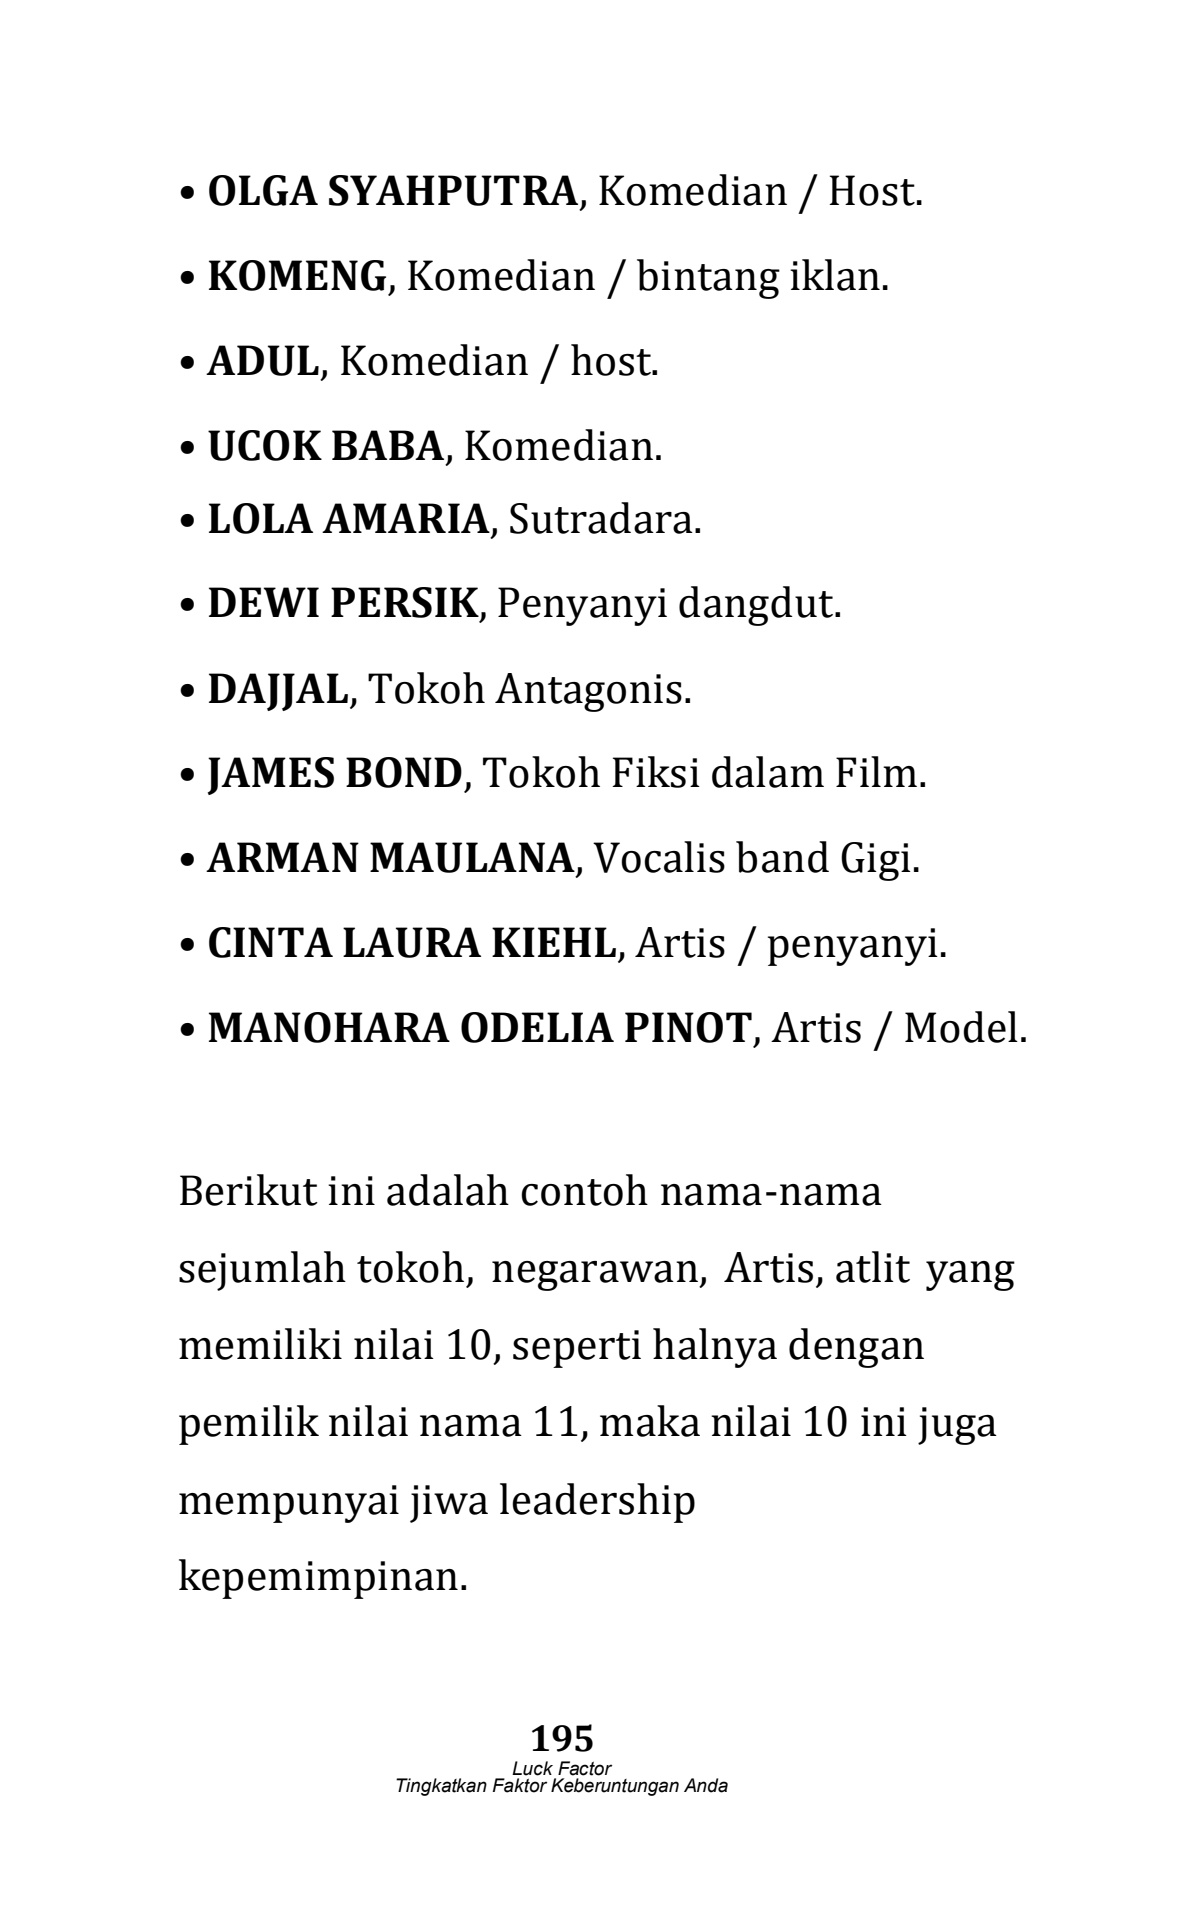 • OLGA SYAHPUTRA, Komedian / Host.
• KOMENG, Komedian / bintang iklan.
• ADUL, Komedian / host.
• UCOK BABA, Komedian.
• LOLA AMARIA, Sutradara.
• DEWI PERSIK, Penyanyi dangdut.
• DAJJAL, Tokoh Antagonis.
• JAMES BOND, Tokoh Fiksi dalam Film.
• ARMAN MAULANA, Vocalis band Gigi.
• CINTA LAURA KIEHL, Artis / penyanyi.
• MANOHARA ODELIA PINOT, Artis / Model.
Berikut ini adalah contoh nama-nama
sejumlah tokoh, negarawan, Artis, atlit yang
memiliki nilai 10, seperti halnya dengan
pemilik nilai nama 11, maka nilai 10 ini juga
mempunyai jiwa leadership
kepemimpinan.
195
Luck Factor
Tingkatkan Faktor Keberuntungan Anda